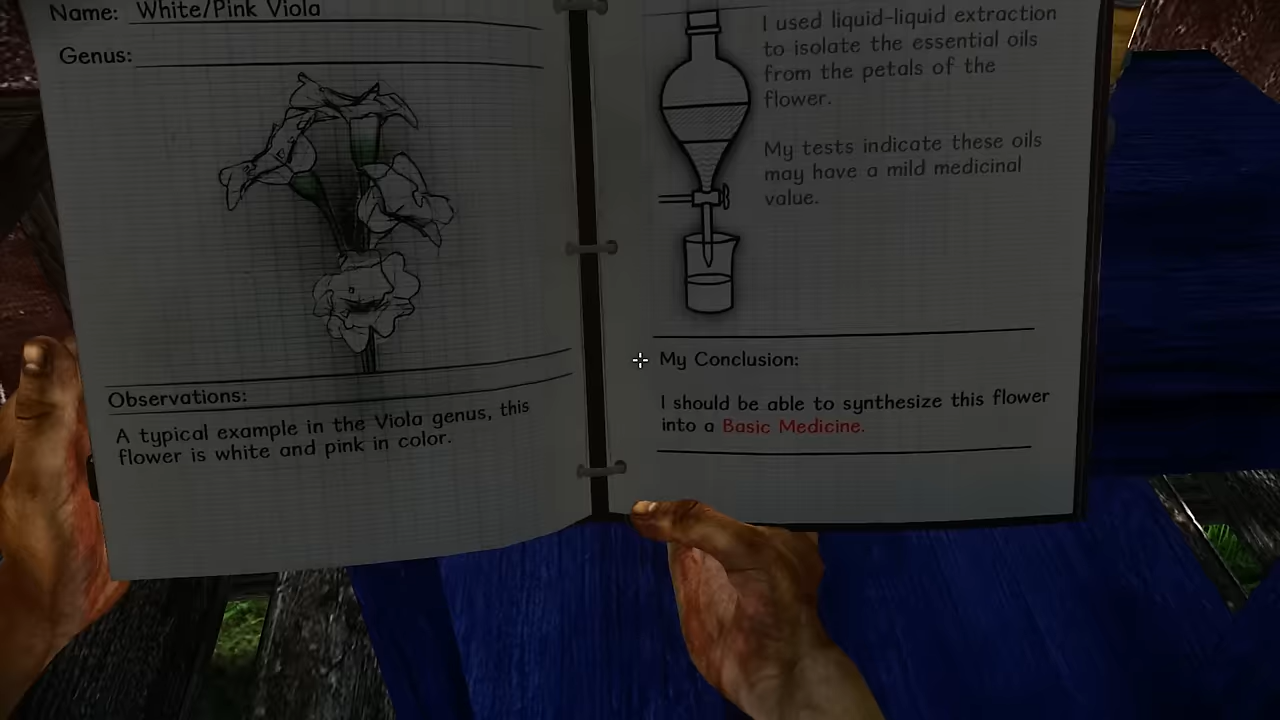 Name: White/Pink Viola
Genus:
Observations:
A typical example in the Viola genus, this
flower is white and pink in color.
I used liquid-liquid extraction
to isolate the essential oils
from the petals of the
flower.
My tests indicate these oils
may have a mild medicinal
value.
My Conclusion:
I should be able to synthesize this flower
into a Basic Medicine.